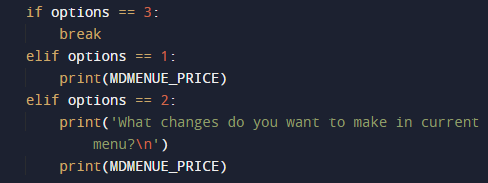 if options == 3:
break
elif options == 1:
print(MDMENUE_PRICE)
elif options == 2:
print('What changes do you want to make in current
menu?\n')
print(MDMENUE_PRICE)